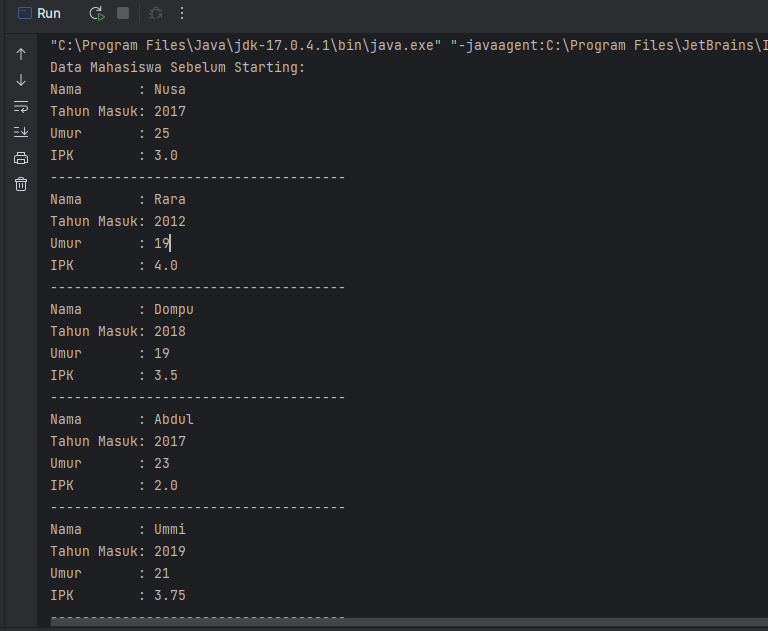 Run
"C:\Program Files\Java\jdk-17.0.4.1\bin\java.exe" "-javaagent:C:\Program Files\JetBrains\I
Data Mahasiswa Sebelum Starting:
Nama       : Nusa
Tahun Masuk: 2017
Umur       : 25
IPK        : 3.0
-------------------------------------
Nama       : Rara
Tahun Masuk: 2012
Umur       : 19
IPK        : 4.0
-------------------------------------
Nama       : Dompu
Tahun Masuk: 2018
Umur       : 19
IPK        : 3.5
-------------------------------------
Nama       : Abdul
Tahun Masuk: 2017
Umur       : 23
IPK        : 2.0
-------------------------------------
Nama       : Ummi
Tahun Masuk: 2019
Umur       : 21
IPK        : 3.75
-------------------------------------